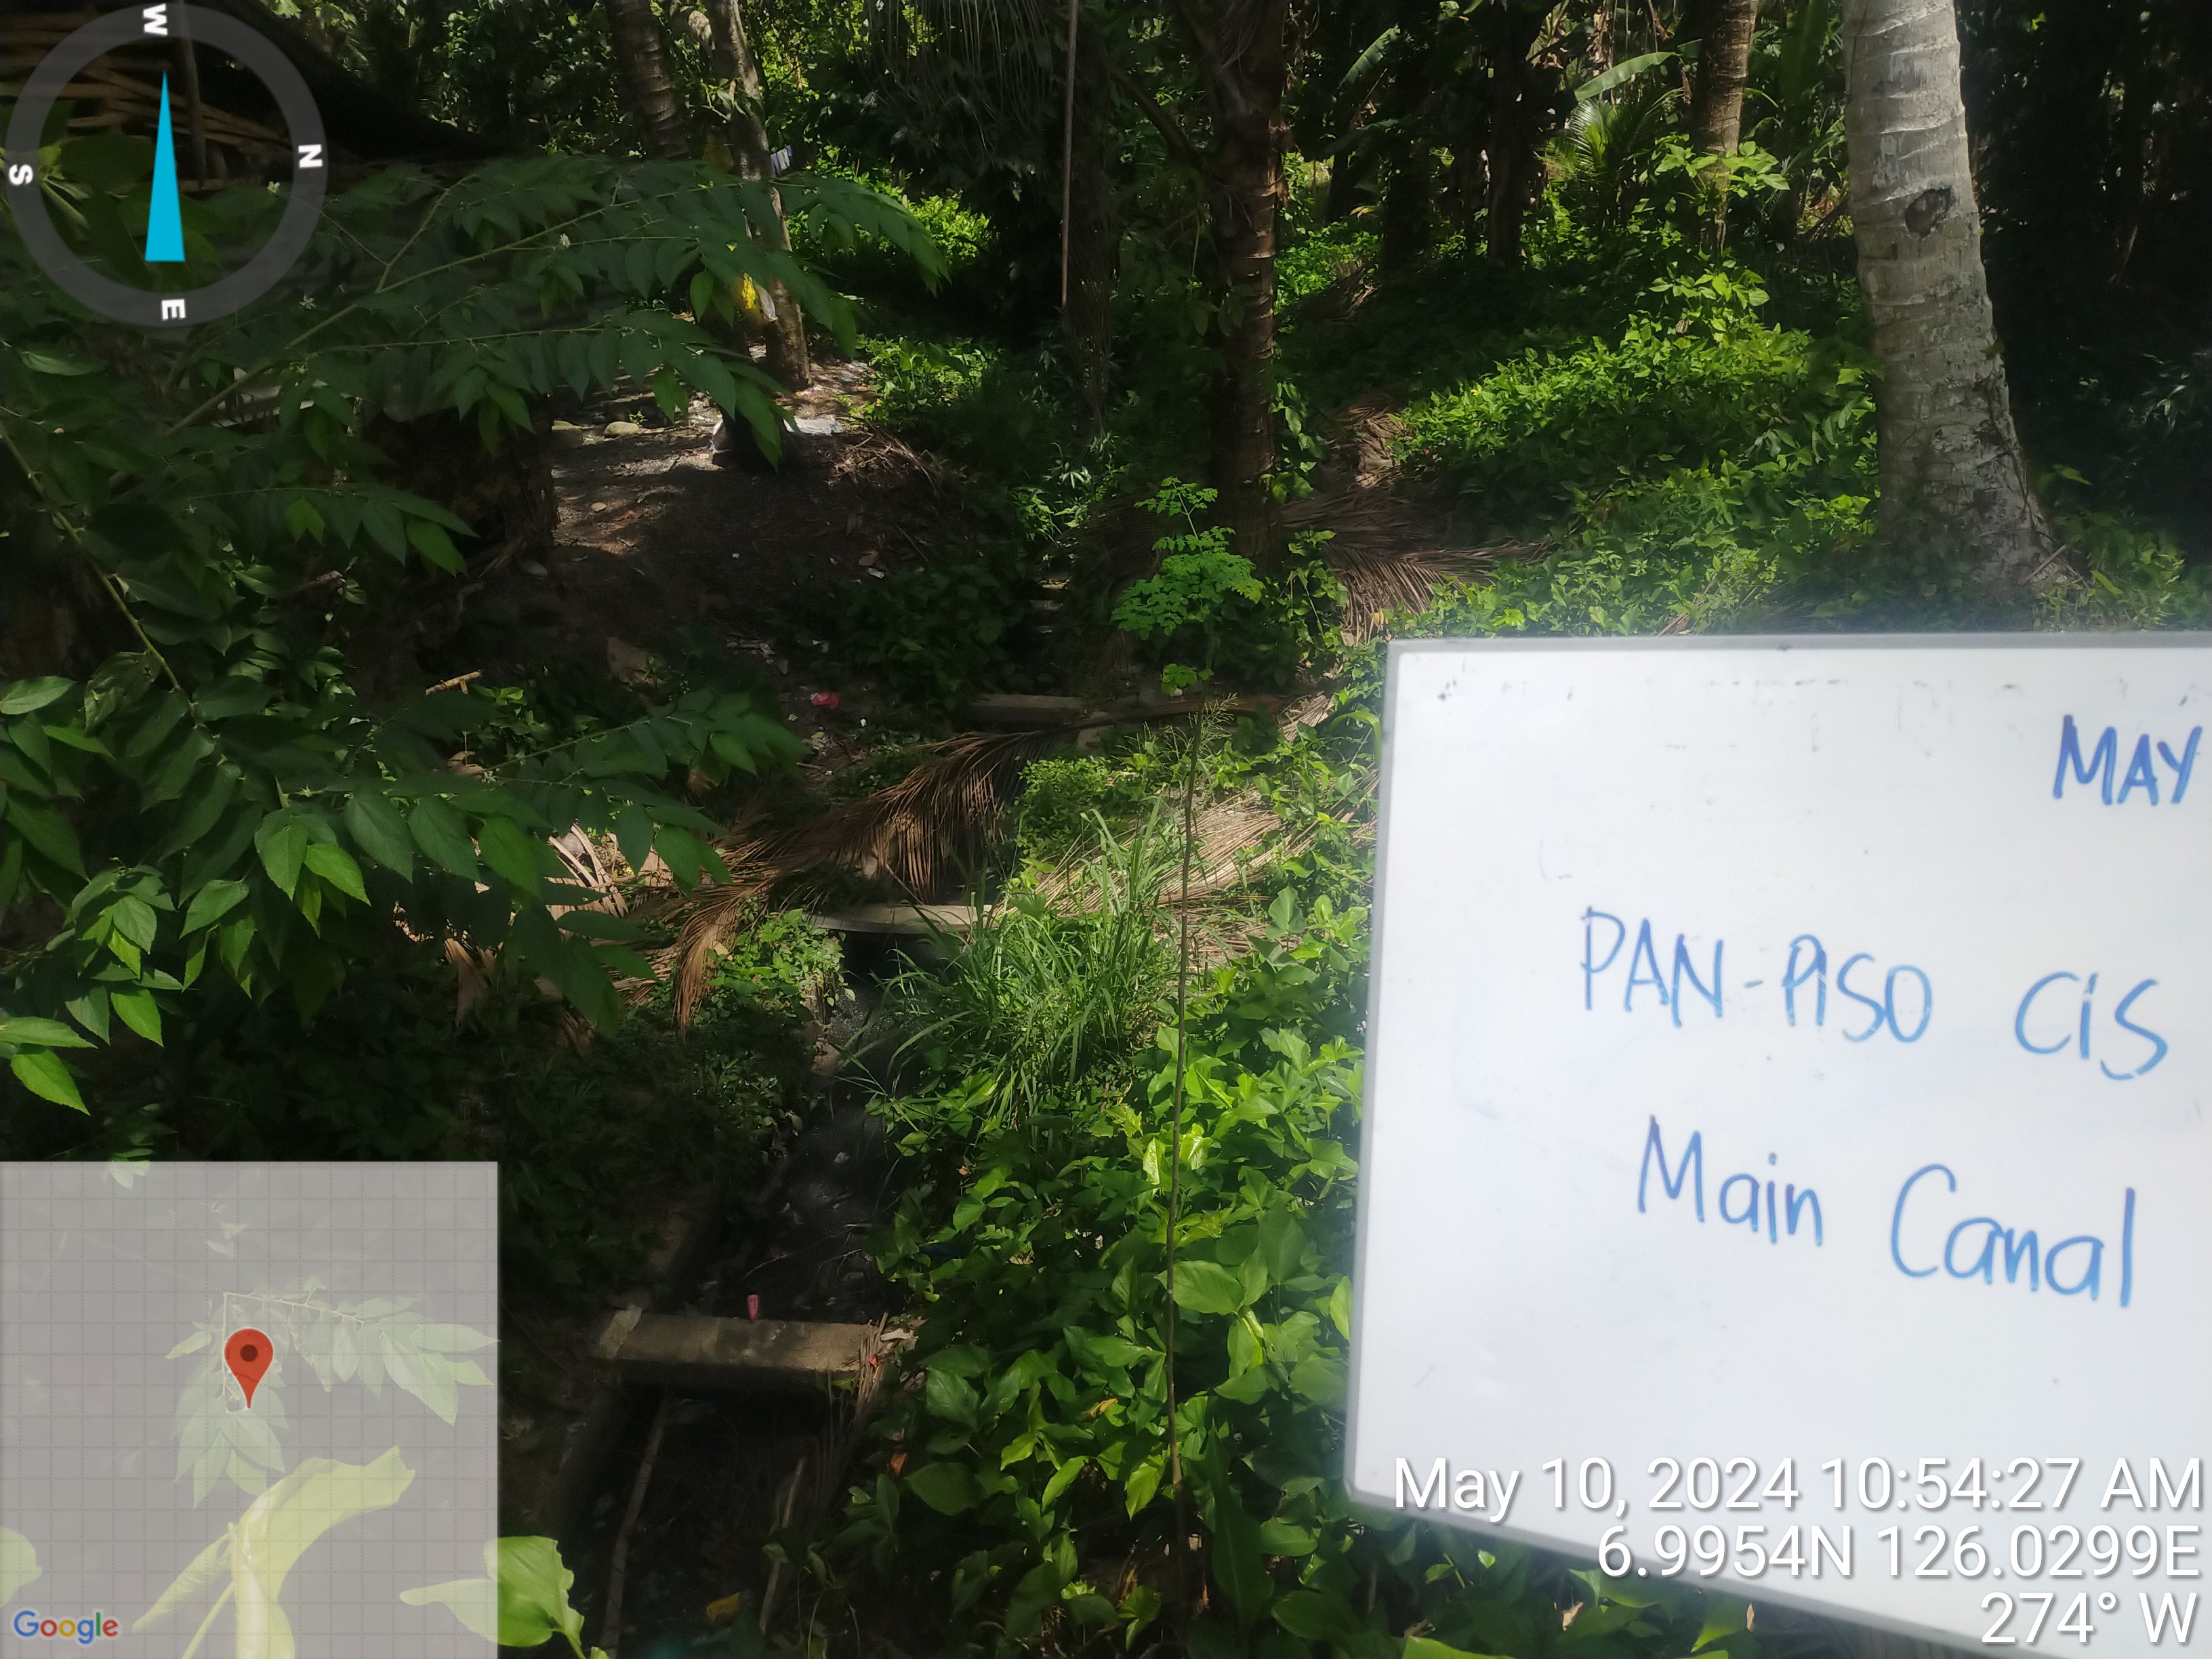 W
N
S
E
MAY
PAN-PISO CIS
Main Canal
May 10, 2024 10:54:27 AM
6.9954N 126.0299E
274° W
Google